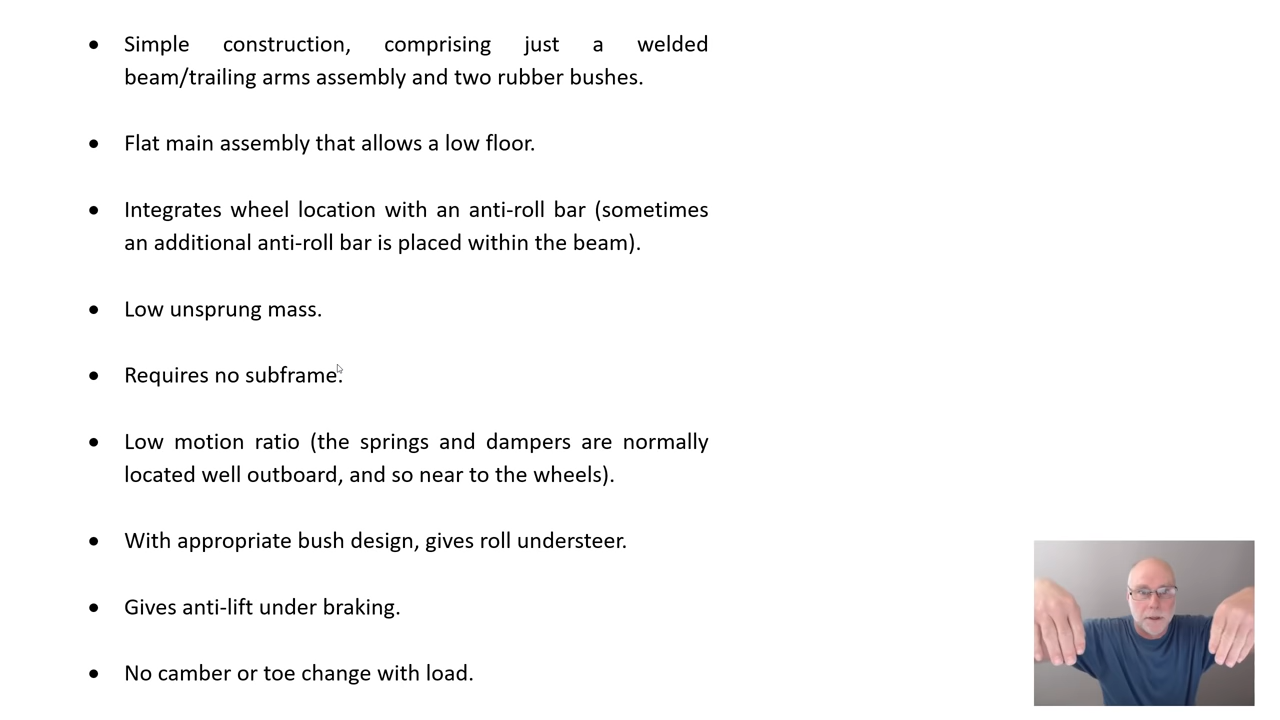 • Simple construction, comprising just a welded
beam/trailing arms assembly and two rubber bushes.
• Flat main assembly that allows a low floor.
• Integrates wheel location with an anti-roll bar (sometimes
an additional anti-roll bar is placed within the beam).
• Low unsprung mass.
• Requires no subframe.
• Low motion ratio (the springs and dampers are normally
located well outboard, and so near to the wheels).
• With appropriate bush design, gives roll understeer.
• Gives anti-lift under braking.
• No camber or toe change with load.